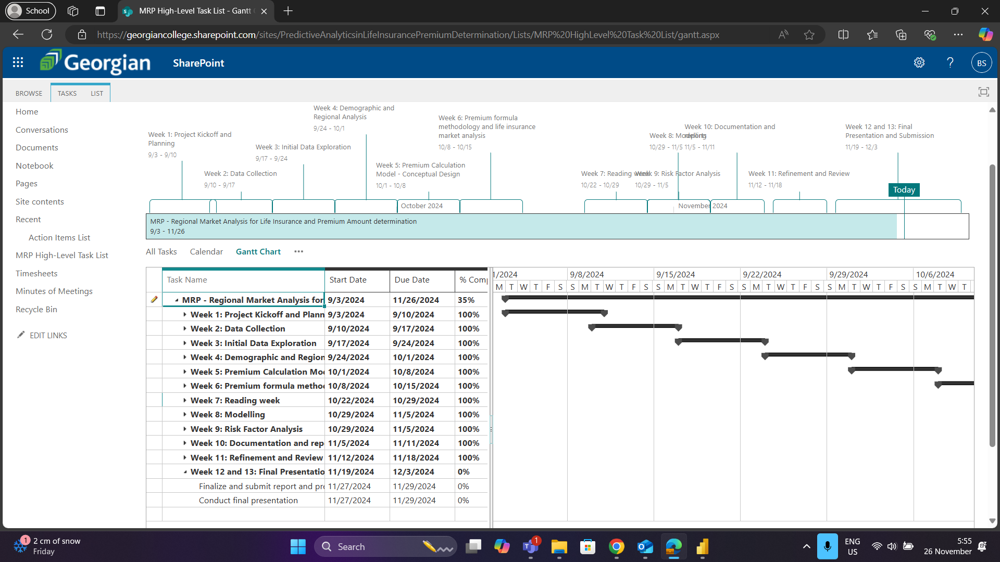 School
MRP High-Level Task List - Gantt C
https://georgiancollege.sharepoint.com/sites/PredictiveAnalyticsinLifeInsurancePremiumDetermination/Lists/MRP%20HighLevel%20Task%20List/gantt.aspx
Georgian
SharePoint
BS
BROWSE
TASKS
LIST
Home
Conversations
Documents
Notebook
Pages
Site contents
Recent
Action Items List
MRP High-Level Task List
Timesheets
Minutes of Meetings
Recycle Bin
EDIT LINKS
Week 1: Project Kickoff and
Planning
9/3 - 9/10
Week 2: Data Collection
9/10 - 9/17
Week 3: Initial Data Exploration
9/17 - 9/24
Week 4: Demographic and
Regional Analysis
9/24 - 10/1
Week 5: Premium Calculation
Model - Conceptual Design
10/1 - 10/8
Week 6: Premium formula
methodology and life insurance
market analysis
10/8 - 10/15
Week 7: Reading week
10/22 - 10/29
Week 8: Modelling
10/29 - 11/5
Week 9: Risk Factor Analysis
10/29 - 11/5
Week 10: Documentation and
reports
11/5 - 11/11
Week 11: Refinement and Review
11/12 - 11/18
Week 12 and 13: Final
Presentation and Submission
11/19 - 12/3
Today
October 2024
November 2024
MRP - Regional Market Analysis for Life Insurance and Premium Amount determination
9/3 - 11/26
All Tasks Calendar Gantt Chart ...
Task Name Start Date Due Date % Comp
MRP - Regional Market Analysis for 9/3/2024 11/26/2024 35%
Week 1: Project Kickoff and Plann 9/3/2024 9/10/2024 100%
Week 2: Data Collection 9/10/2024 9/17/2024 100%
Week 3: Initial Data Exploration 9/17/2024 9/24/2024 100%
Week 4: Demographic and Region 9/24/2024 10/1/2024 100%
Week 5: Premium Calculation Mo 10/1/2024 10/8/2024 100%
Week 6: Premium formula metho 10/8/2024 10/15/2024 100%
Week 7: Reading week 10/22/2024 10/29/2024 100%
Week 8: Modelling 10/29/2024 11/5/2024 100%
Week 9: Risk Factor Analysis 10/29/2024 11/5/2024 100%
Week 10: Documentation and rep 11/5/2024 11/11/2024 100%
Week 11: Refinement and Review 11/12/2024 11/18/2024 100%
Week 12 and 13: Final Presentatio 11/19/2024 12/3/2024 0%
Finalize and submit report and pre 11/27/2024 11/29/2024 0%
Conduct final presentation 11/27/2024 11/29/2024 0%
1/2024 9/8/2024 9/15/2024 9/22/2024 9/29/2024 10/6/2024
M T W T F S S M T W T F S S M T W T F S S M T W T F S S M T W T F S S M T W T
1
2 cm of snow
Friday
Search
1
ENG
US
5:55
26 November